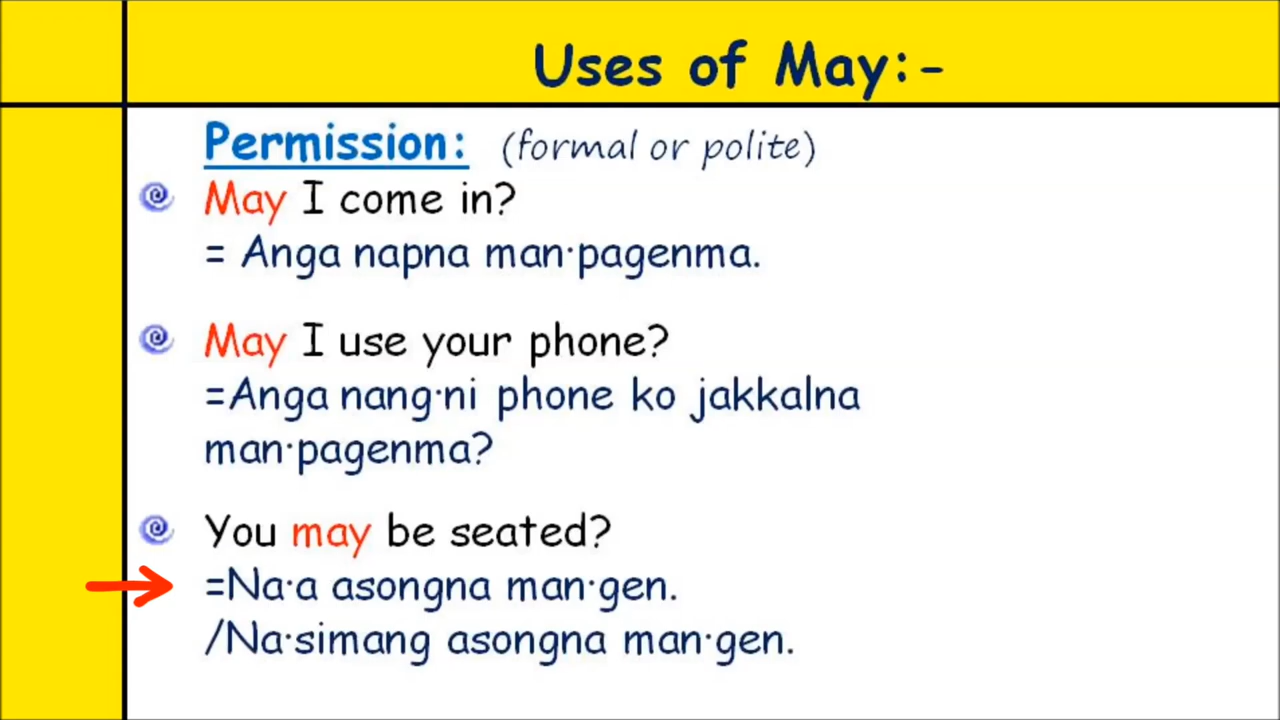 Uses of May:-
Permission: (formal or polite)
May I come in?
= Anga napna man·pagenma.
May I use your phone?
=Anga nang·ni phone ko jakkalna
man·pagenma?
You may be seated?
=Na·a asongna man·gen.
/Na·simang asongna man·gen.